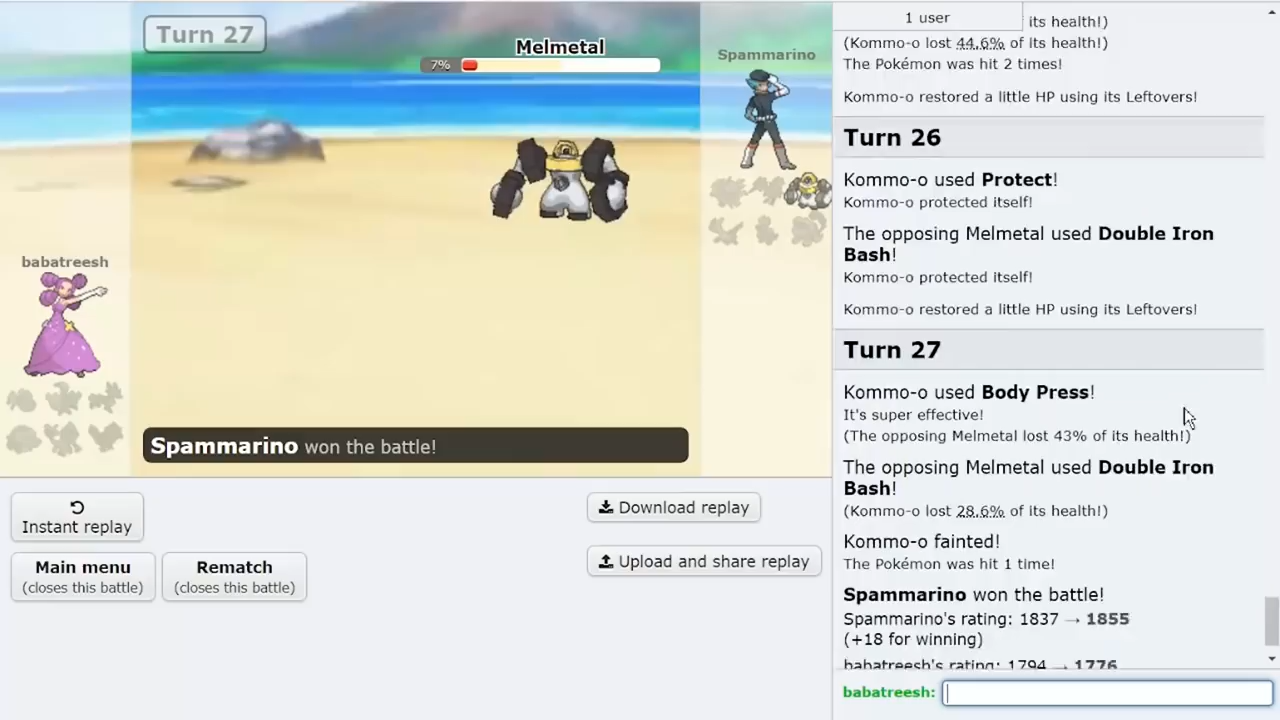 Turn 27
Melmetal
7%
Spammarino
babatreesh
Spammarino won the battle!
Instant replay
Download replay
Main menu
(closes this battle)
Rematch
(closes this battle)
Upload and share replay
1 user
its health!)
(Kommo-o lost 44.6% of its health!)
The Pokémon was hit 2 times!
Kommo-o restored a little HP using its Leftovers!
Turn 26
Kommo-o used Protect!
Kommo-o protected itself!
The opposing Melmetal used Double Iron
Bash!
Kommo-o protected itself!
Kommo-o restored a little HP using its Leftovers!
Turn 27
Kommo-o used Body Press!
It's super effective!
(The opposing Melmetal lost 43% of its health!)
The opposing Melmetal used Double Iron
Bash!
(Kommo-o lost 28.6% of its health!)
Kommo-o fainted!
The Pokémon was hit 1 time!
Spammarino won the battle!
Spammarino's rating: 1837 → 1855
(+18 for winning)
babatreesh's rating: 1794 → 1776
babatreesh: